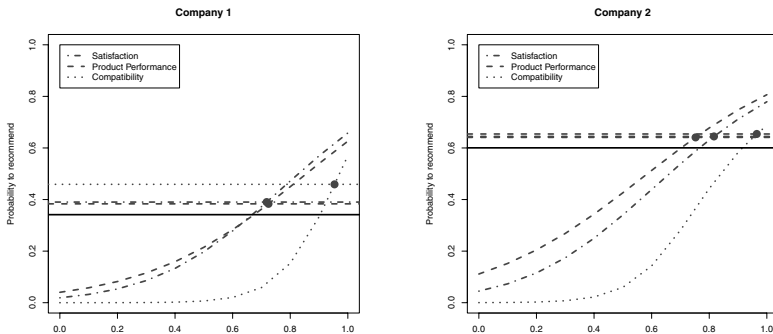 Company 1
Probability to recommend
1.0
0.8
0.6
0.4
0.2
0.0
Satisfaction
Product Performance
Compatibility
0.0 0.2 0.4 0.6 0.8 1.0
Company 2
Probability to recommend
1.0
0.8
0.6
0.4
0.2
0.0
Satisfaction
Product Performance
Compatibility
0.0 0.2 0.4 0.6 0.8 1.0